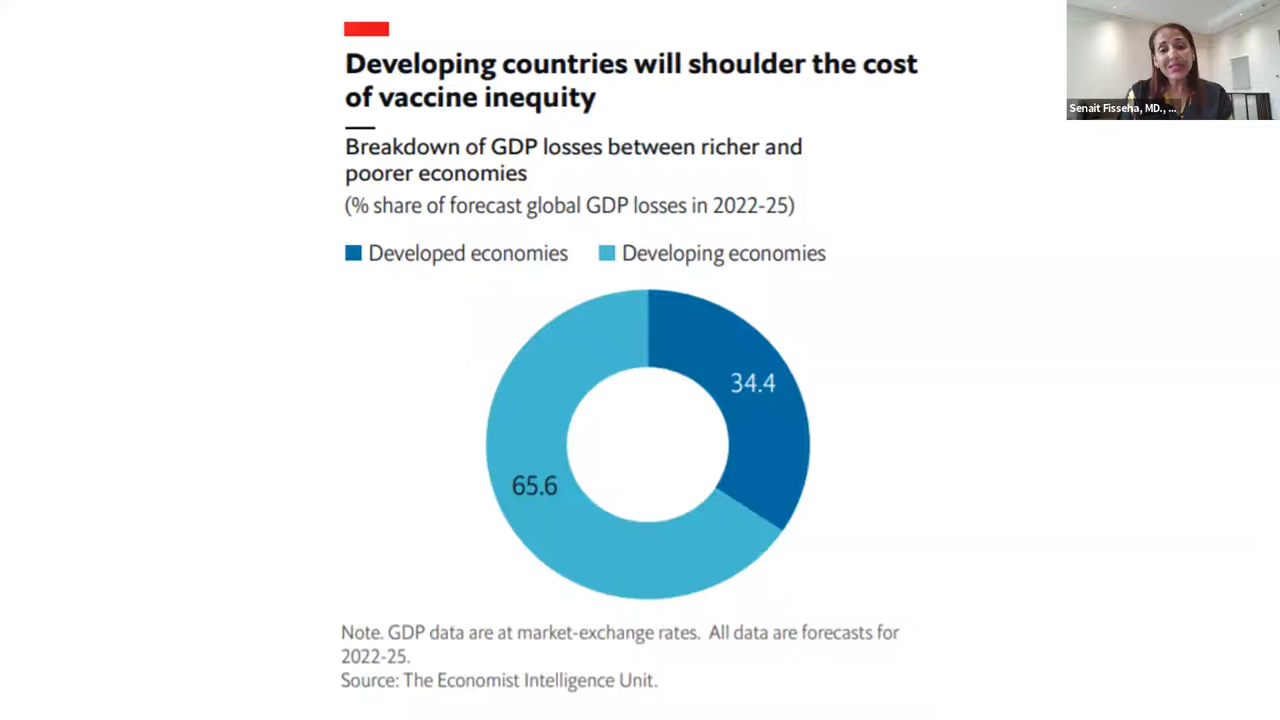 Developing countries will shoulder the cost
of vaccine inequity
Breakdown of GDP losses between richer and
poorer economies
(% share of forecast global GDP losses in 2022-25)
Developed economies Developing economies
34.4
65.6
Note. GDP data are at market-exchange rates. All data are forecasts for
2022-25.
Source: The Economist Intelligence Unit.
Senait Fisseha, MD., ...